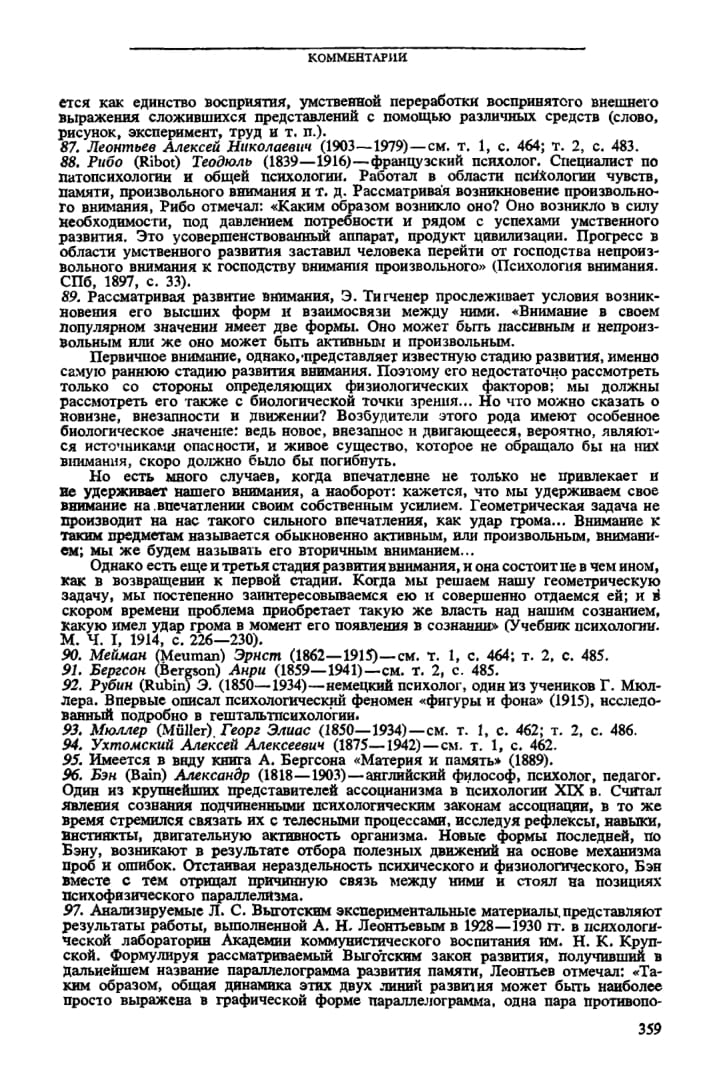 КОММЕНТАРИИ
ется как единство восприятия, умственной переработки воспринятого внешнего
выражения сложившихся представлений с помощью различных средств (слово,
рисунок, эксперимент, труд и т. п.).
87. Леонтьев Алексей Николаевич (1903—1979)—см. т. 1, с. 464; т. 2, с. 483.
88. Рибо (Ribot) Теодюль (1839—1916)—французский психолог. Специалист по
патопсихологии и общей психологии. Работал в области психологии чувств,
памяти, произвольного внимания и т. д. Рассматривая возникновение произвольно-
го внимания, Рибо отмечал: «Каким образом возникло оно? Оно возникло в силу
необходимости, под давлением потребности и рядом с успехами умственного
развития. Это усовершенствованный аппарат, продукт цивилизации. Прогресс в
области умственного развития заставил человека перейти от господства непроиз-
вольного внимания к господству внимания произвольного» (Психология внимания.
СПб, 1897, с. 33).
89. Рассматривая развитие внимания, Э. Титченер прослеживает условия возник-
новения его высших форм и взаимосвязи между ними. «Внимание в своем
популярном значении имеет две формы. Оно может быть пассивным и непроиз-
вольным или же оно может быть активным и произвольным.
Первичное внимание, однако, представляет известную стадию развития, именно
самую раннюю стадию развития внимания. Поэтому его недостаточно рассмотреть
только со стороны определяющих физиологических факторов; мы должны
рассмотреть его также с биологической точки зрения... Но что можно сказать о
новизне, внезапности и движении? Возбудители этого рода имеют особенное
биологическое значение: ведь новое, внезапное и двигающееся, вероятно, являют-
ся источниками опасности, и живое существо, которое не обращало бы на них
внимания, скоро должно было бы погибнуть.
Но есть много случаев, когда впечатление не только не привлекает и
не удерживает нашего внимания, а наоборот: кажется, что мы удерживаем свое
внимание на впечатлении своим собственным усилием. Геометрическая задача не
производит на нас такого сильного впечатления, как удар грома... Внимание к
таким предметам называется обыкновенно активным, или произвольным, внимани-
ем; мы же будем называть его вторичным вниманием...
Однако есть еще и третья стадия развития внимания, и она состоит не в чем ином,
как в возвращении к первой стадии. Когда мы решаем нашу геометрическую
задачу, мы постепенно заинтересовываемся ею и совершенно отдаемся ей; и в
скором времени проблема приобретает такую же власть над нашим сознанием,
какую имел удар грома в момент его появления в сознании» (Учебник психологии.
М. Ч. I, 1914, с. 226—230).
90. Мейман (Meuman) Эрнст (1862—1915)—см. т. 1, с. 464; т. 2, с. 485.
91. Бергсон (Bergson) Анри (1859—1941)—см. т. 2, с. 485.
92. Рубин (Rubin) Э. (1850—1934)—немецкий психолог, один из учеников Г. Мюл-
лера. Впервые описал психологический феномен «фигуры и фона» (1915), исследо-
ванный подробно в гештальтпсихологии.
93. Мюллер (Müller) Георг Элиас (1850—1934)—см. т. 1, с. 462; т. 2, с. 486.
94. Ухтомский Алексей Алексеевич (1875—1942)—см. т. 1, с. 462.
95. Имеется в виду книга А. Бергсона «Материя и память» (1889).
96. Бэн (Bain) Александр (1818—1903)—английский философ, психолог, педагог.
Один из крупнейших представителей ассоцианизма в психологии XIX в. Считал
явления сознания подчиненными психологическим законам ассоциации, в то же
время стремился связать их с телесными процессами, исследуя рефлексы, навыки,
инстинкты, двигательную активность организма. Новые формы последней, по
Бэну, возникают в результате отбора полезных движений на основе механизма
проб и ошибок. Отстаивая нераздельность психического и физиологического, Бэн
вместе с тем отрицал причинную связь между ними и стоял на позициях
психофизического параллелизма.
97. Анализируемые Л. С. Выготским экспериментальные материалы представляют
результаты работы, выполненной А. Н. Леонтьевым в 1928—1930 гг. в психологи-
ческой лаборатории Академии коммунистического воспитания им. Н. К. Круп-
ской. Формулируя рассматриваемый Выготским закон развития, получивший в
дальнейшем название параллелограмма развития памяти, Леонтьев отмечал: «Та-
ким образом, общая динамика этих двух линий развития может быть наиболее
просто выражена в графической форме параллелограмма, одна пара противопо-
359